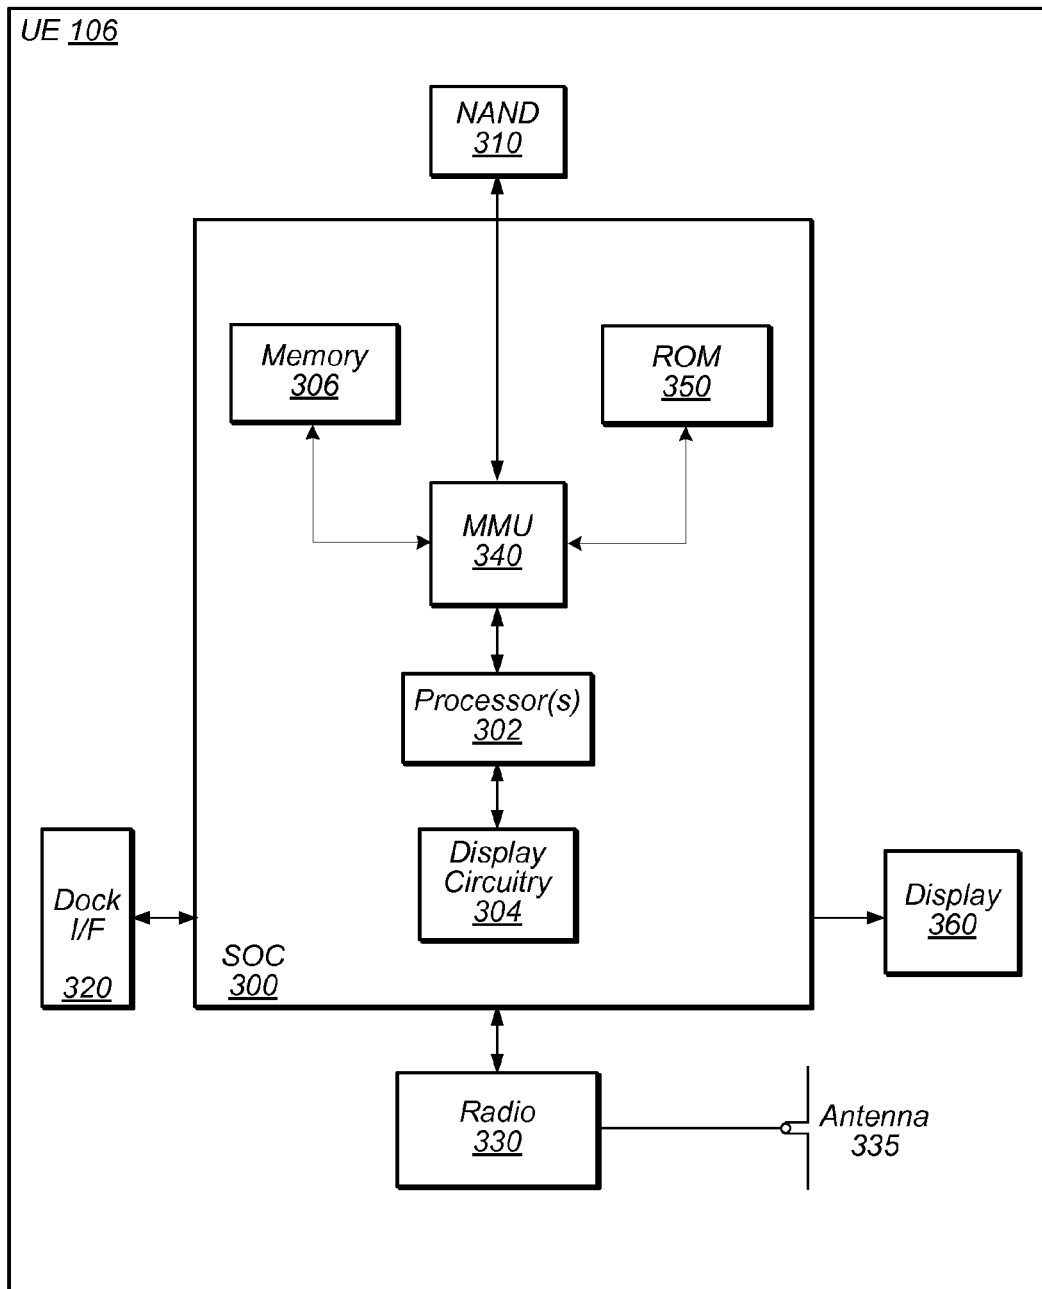 UE 106
NAND
310
Memory
306
ROM
350
MMU
340
Processor(s)
302
Display
Circuitry
304
Dock
I/F
320
SOC
300
Display
360
Radio
330
Antenna
335